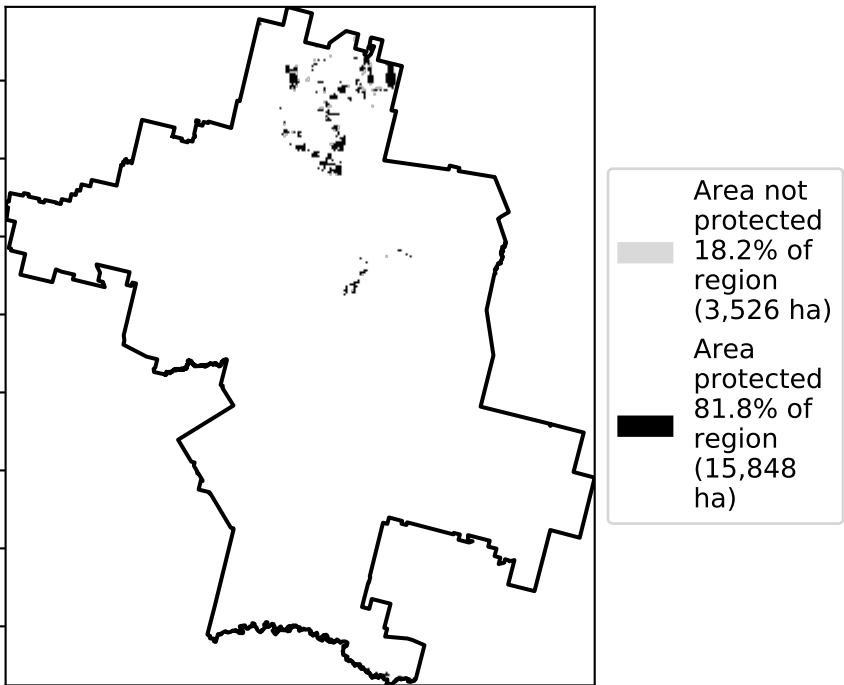 Area not
protected
18.2% of
region
(3,526 ha)
Area
protected
81.8% of
region
(15,848
ha)